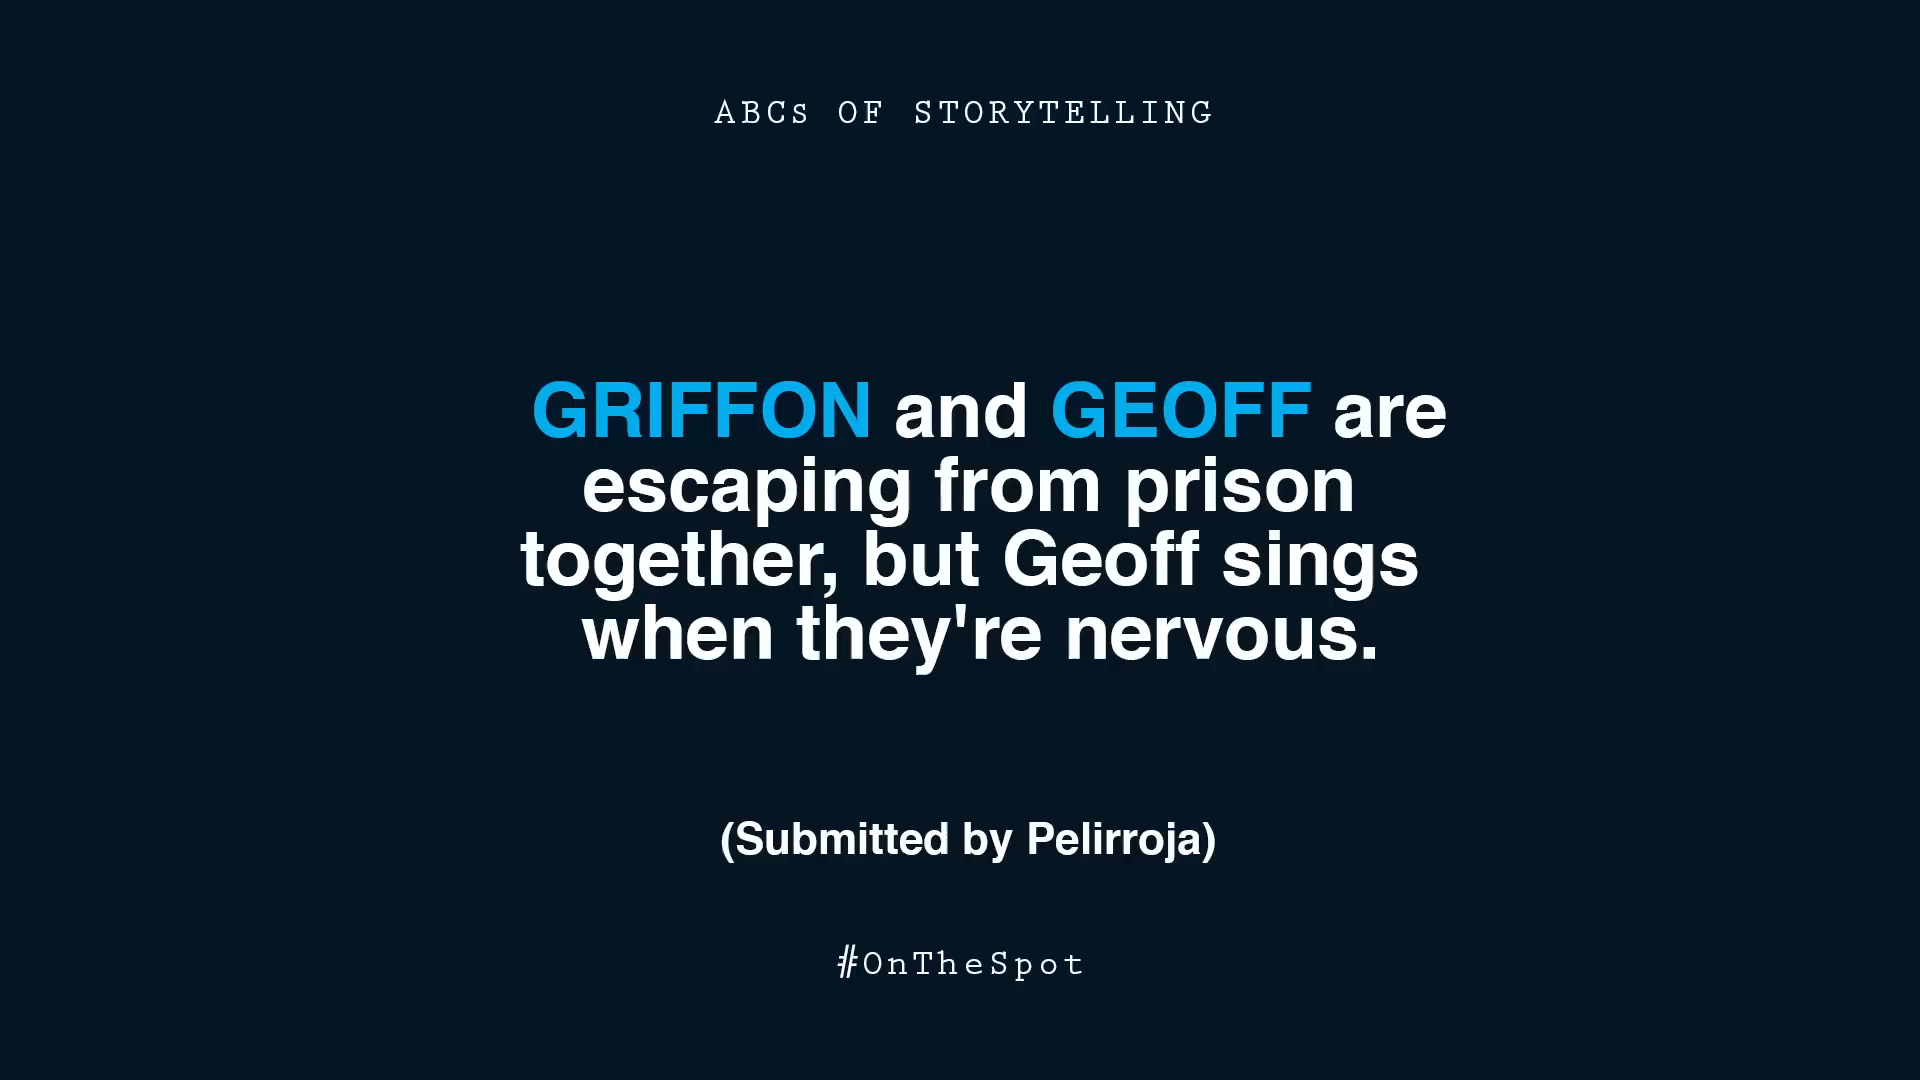 ABCs OF STORYTELLING
GRIFFON and GEOFF are
escaping from prison
together, but Geoff sings
when they're nervous.
(Submitted by Pelirroja)
#OnTheSpot